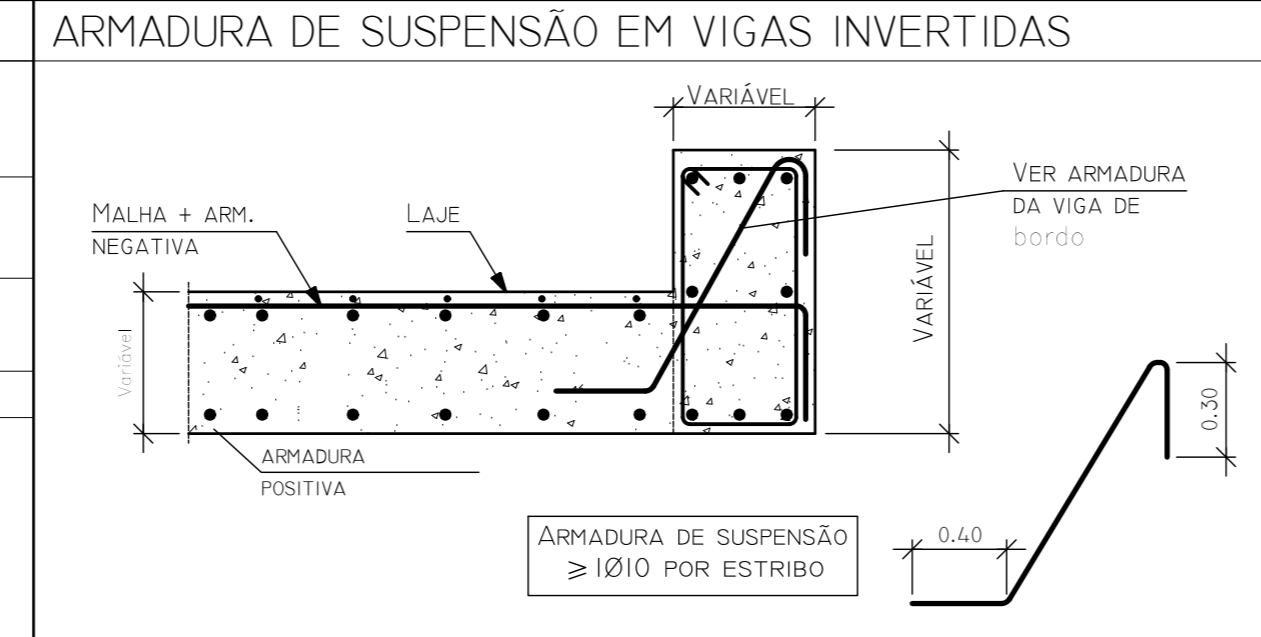 ARMADURA DE SUSPENSÃO EM VIGAS INVERTIDAS
VARIÁVEL
VER ARMADURA
DA VIGA DE
bordo
MALHA + ARM.
NEGATIVA
LAJE
VARIÁVEL
Variável
ARMADURA
POSITIVA
ARMADURA DE SUSPENSÃO
≥1Ø10 POR ESTRIBO
0.40
0.30